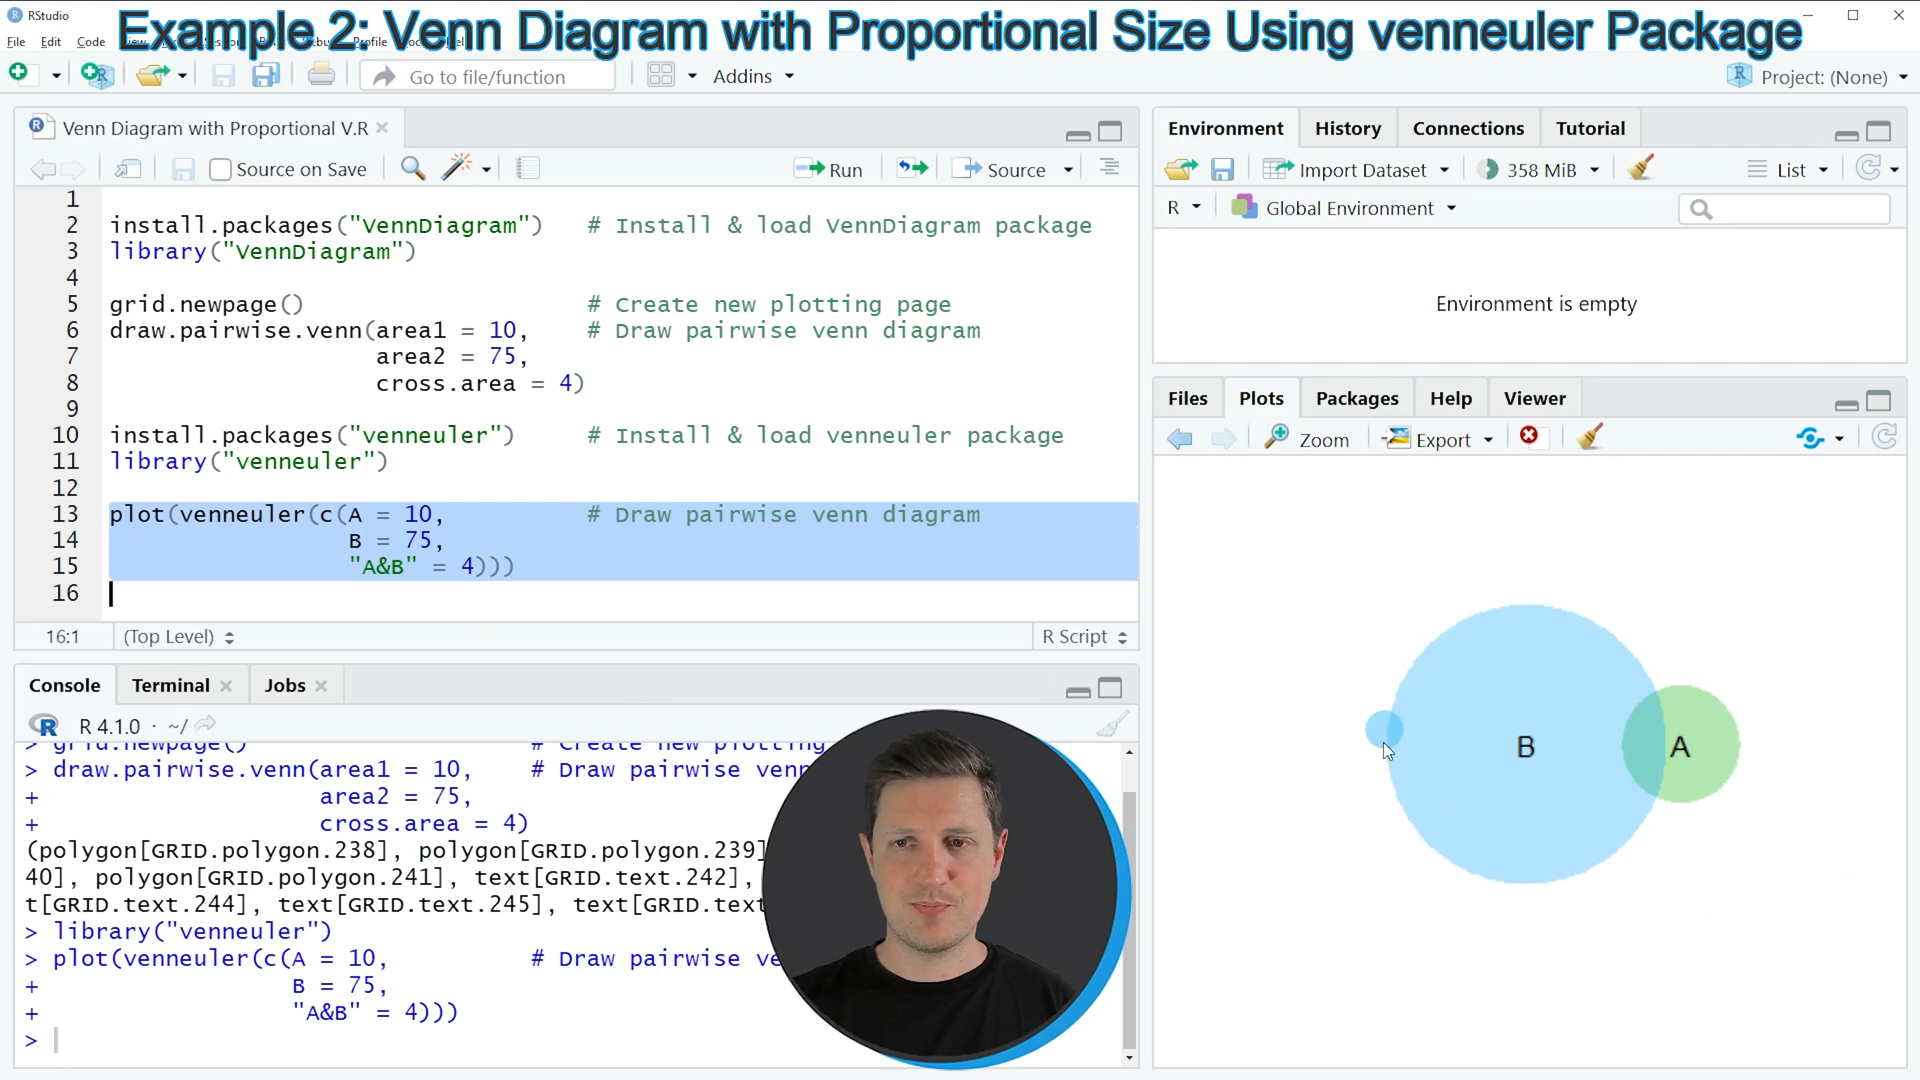 RStudio
Example 2: Venn Diagram with Proportional Size Using venneuler Package
File Edit Code
Go to file/function
Addins
Project: (None)
Venn Diagram with Proportional V.R
Source on Save
Run
Source
1
2 install.packages("VennDiagram") # Install & load VennDiagram package
3 library("VennDiagram")
4
5 grid.newpage() # Create new plotting page
6 draw.pairwise.venn(area1 = 10, # Draw pairwise venn diagram
7 area2 = 75,
8 cross.area = 4)
9
10 install.packages("venneuler") # Install & load venneuler package
11 library("venneuler")
12
13 plot(venneuler(c(A = 10, # Draw pairwise venn diagram
14 B = 75,
15 "A&B" = 4)))
16
16:1 (Top Level) R Script
Console Terminal Jobs
R 4.1.0 · ~/
> grid.newpage() # Create new plotting
> draw.pairwise.venn(area1 = 10, # Draw pairwise venn
+ area2 = 75,
+ cross.area = 4)
(polygon[GRID.polygon.238], polygon[GRID.polygon.239]
40], polygon[GRID.polygon.241], text[GRID.text.242],
t[GRID.text.244], text[GRID.text.245], text[GRID.text
> library("venneuler")
> plot(venneuler(c(A = 10, # Draw pairwise ve
+ B = 75,
+ "A&B" = 4)))
>
Environment History Connections Tutorial
Import Dataset 358 MiB List
R Global Environment
Environment is empty
Files Plots Packages Help Viewer
Zoom Export
B A